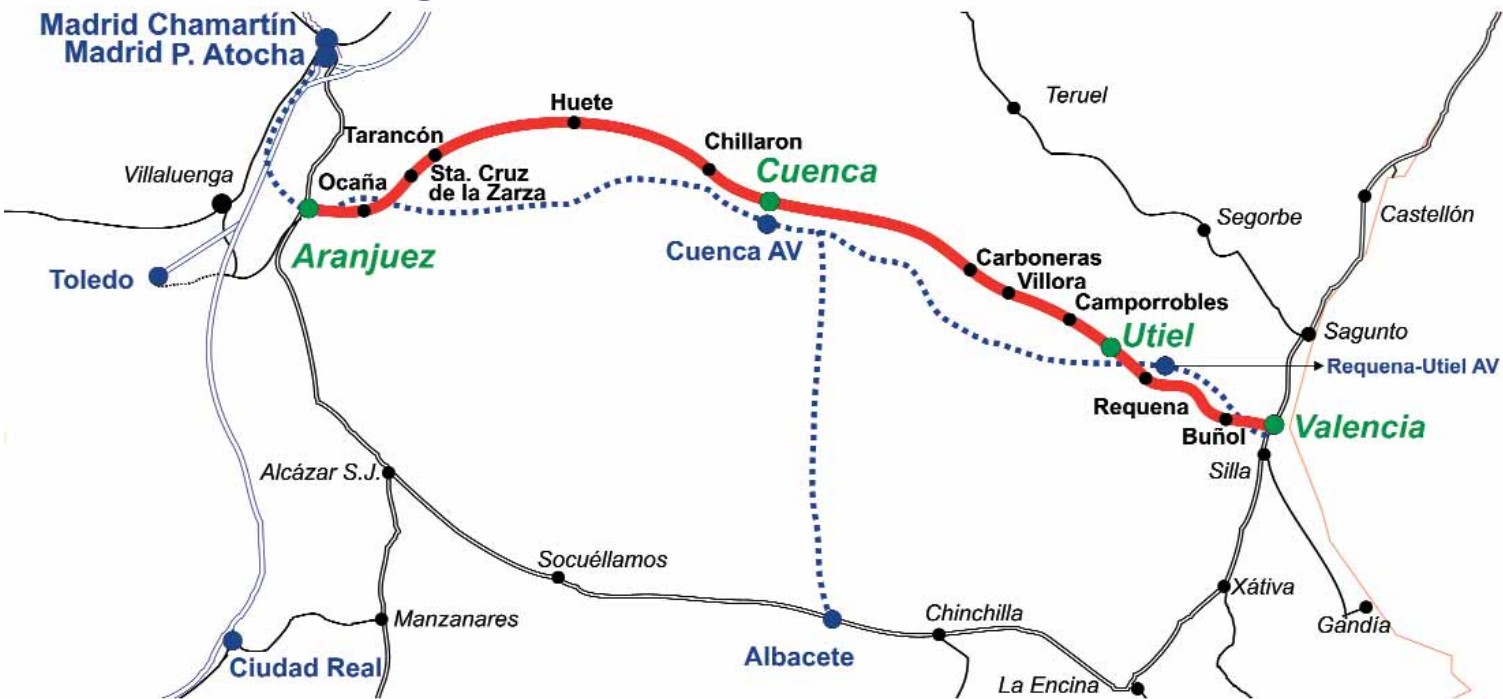 Madrid Chamartín
Madrid P. Atocha
Teruel
Huete
Tarancón
Chillaron
Villaluenga
Ocaña
Sta. Cruz
de la Zarza
Cuenca
Segorbe
Castellón
Aranjuez
Cuenca AV
Toledo
Carboneras
Villora
Camporrobles
Utiel
Sagunto
Requena-Utiel AV
Requena
Buñol
Valencia
Silla
Alcázar S.J.
Socuéllamos
Xátiva
Manzanares
Chinchilla
Gandía
Ciudad Real
Albacete
La Encina